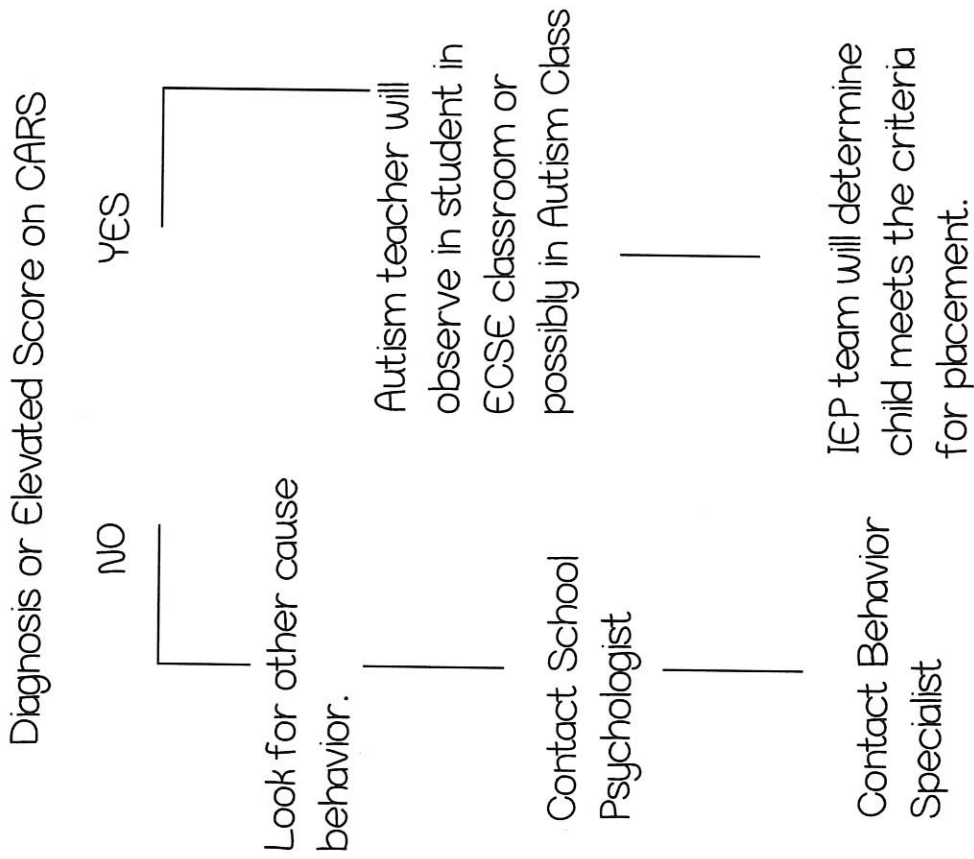 Diagnosis or Elevated Score on CARS
NO
YES
Look for other cause
behavior.
Contact School
Psychologist
Contact Behavior
Specialist
Autism teacher will
observe in student in
ECSE classroom or
possibly in Autism Class
IEP team will determine
child meets the criteria
for placement.